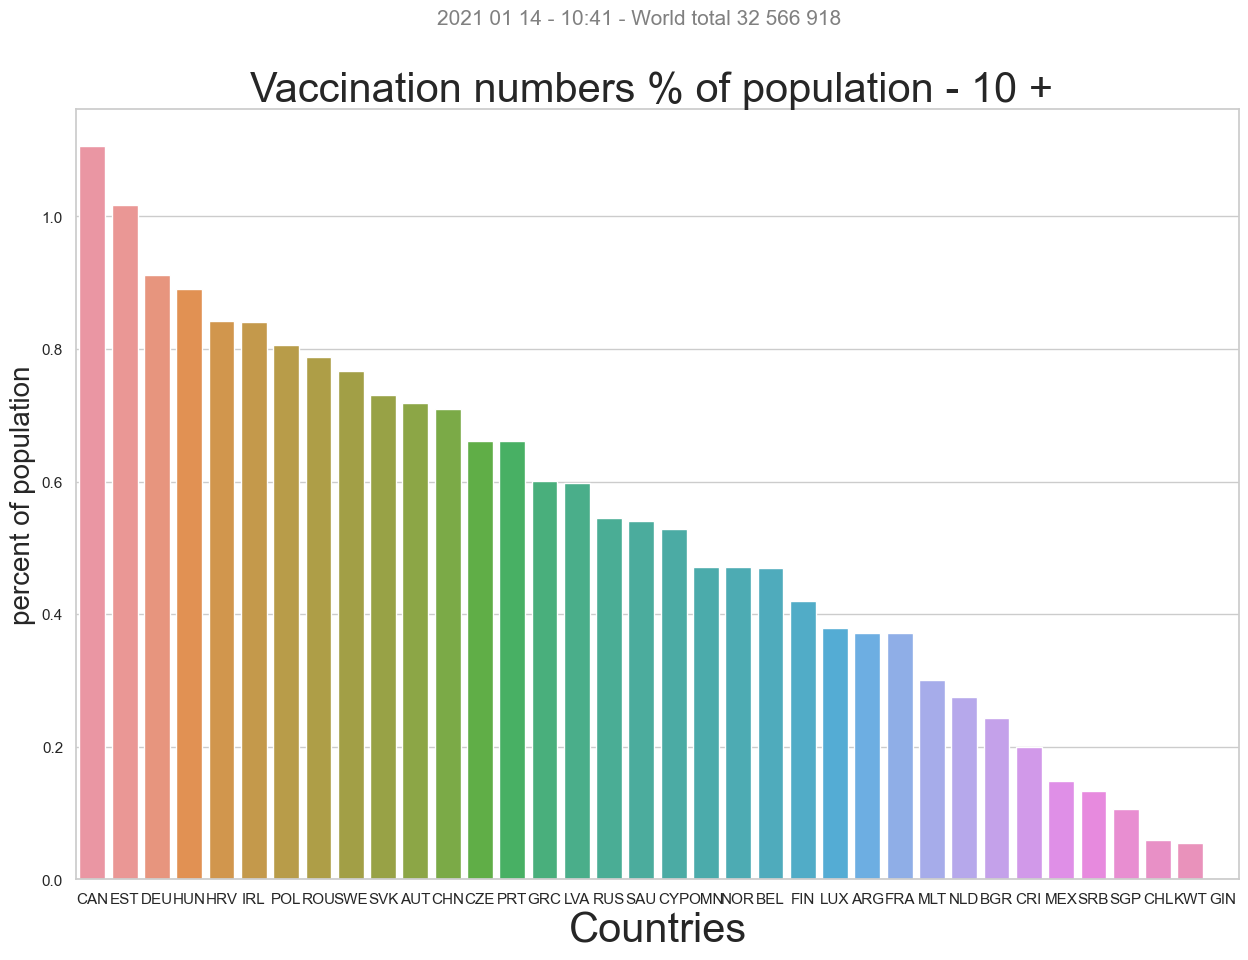 2021 01 14 - 10:41 - World total 32 566 918
Vaccination numbers % of population - 10 +
percent of population
1.0
0.8
0.6
0.4
0.2
0.0
CAN EST DEU HUN HRV IRL POL ROU SWE SVK AUT CHN CZE PRT GRC LVA RUS SAU CYP OMN NOR BEL FIN LUX ARG FRA MLT NLD BGR CRI MEX SRB SGP CHL KWT GIN
Countries